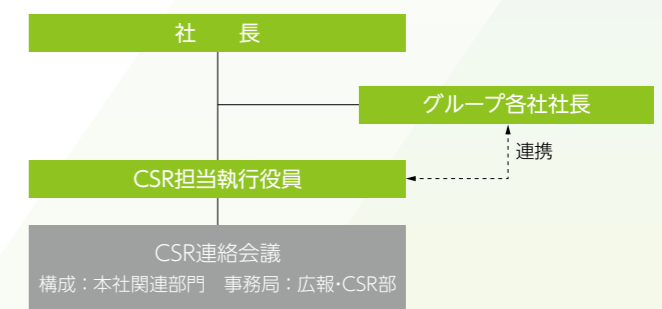 社　長
グループ各社社長
連携
CSR担当執行役員
CSR連絡会議
構成：本社関連部門　事務局：広報・CSR部